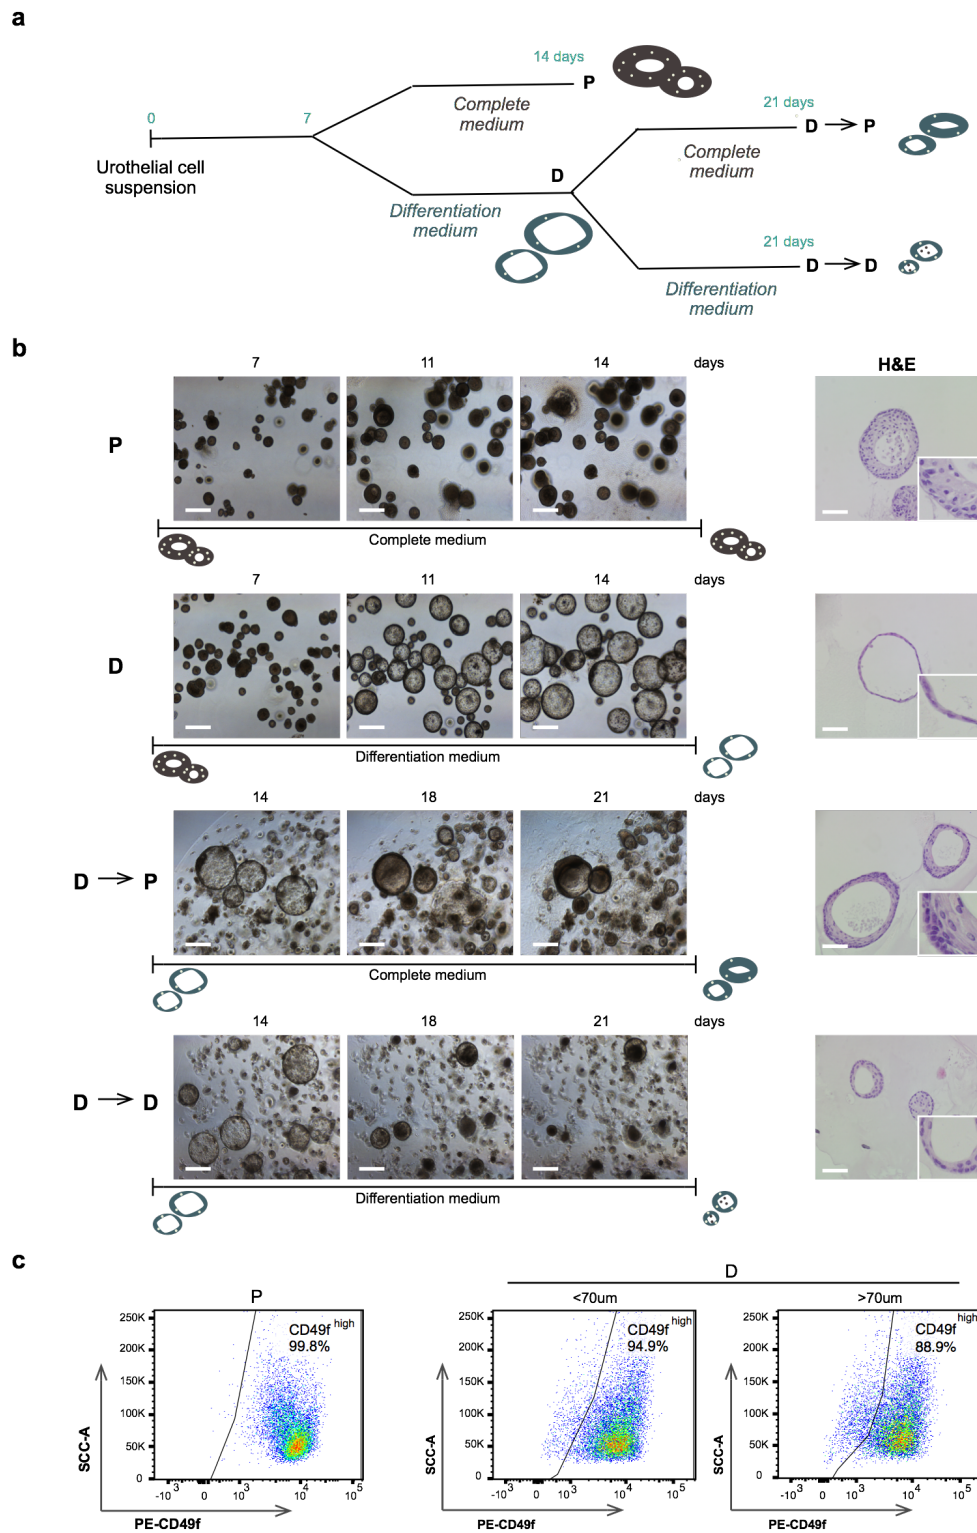 a
14 days
P
Complete
medium
0
7
21 days
D → P
Urothelial cell
suspension
Complete
medium
D
Differentiation
medium
21 days
D → D
Differentiation
medium
b
7
11
14
days
H&E
P
Complete medium
7
11
14
days
D
Differentiation medium
14
18
21
days
D → P
Complete medium
14
18
21
days
D → D
Differentiation medium
c
P
D
<70um
>70um
250K
200K
150K
100K
50K
0
CD49f high
99.8%
SCC-A
-10³
0
10³
10⁴
10⁵
PE-CD49f
250K
200K
150K
100K
50K
0
CD49f high
94.9%
SCC-A
-10³
0
10³
10⁴
10⁵
PE-CD49f
250K
200K
150K
100K
50K
0
CD49f high
88.9%
SCC-A
-10³
0
10³
10⁴
10⁵
PE-CD49f